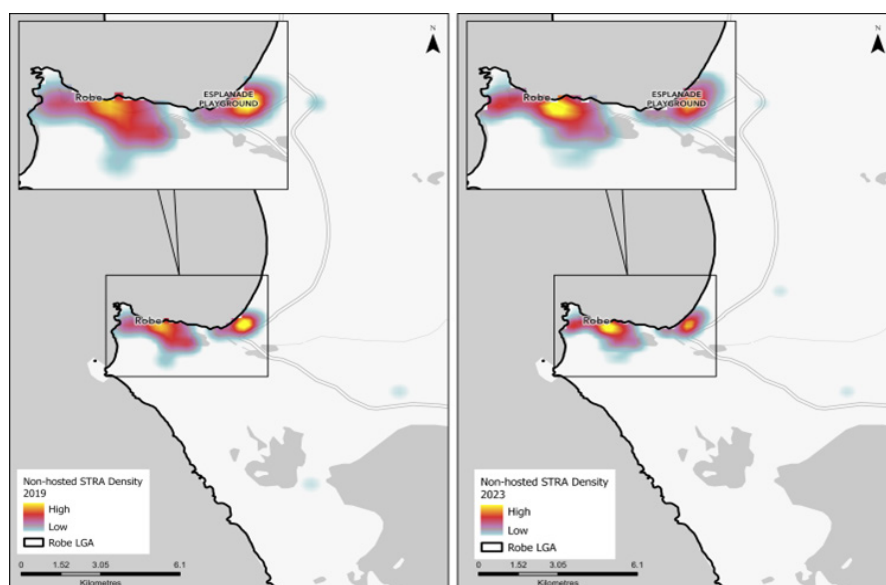 N
Robe
ESPLANADE
PLAYGROUND
Robe
Non-hosted STRA Density
2019
High
Low
Robe LGA
0 1.52 3.05 6.1
Kilometres
N
Robe
ESPLANADE
PLAYGROUND
Robe
Non-hosted STRA Density
2023
High
Low
Robe LGA
0 1.52 3.05 6.1
Kilometres